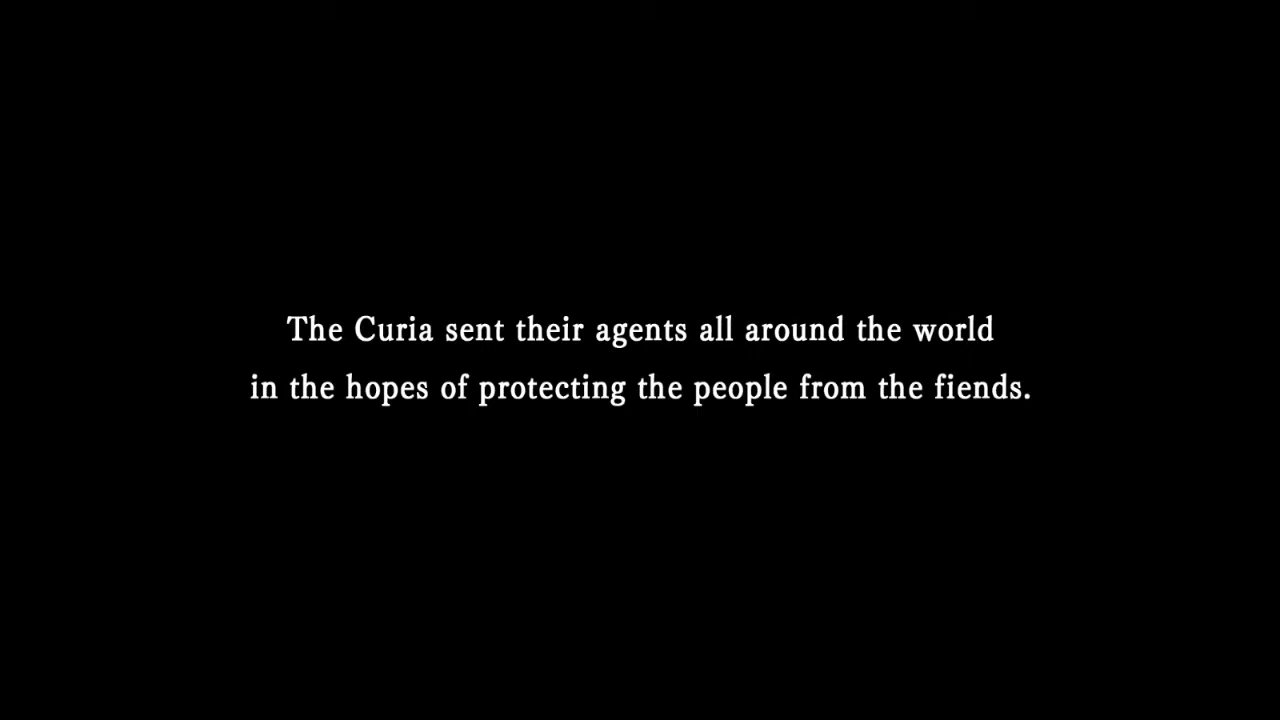 The Curia sent their agents all around the world
in the hopes of protecting the people from the fiends.